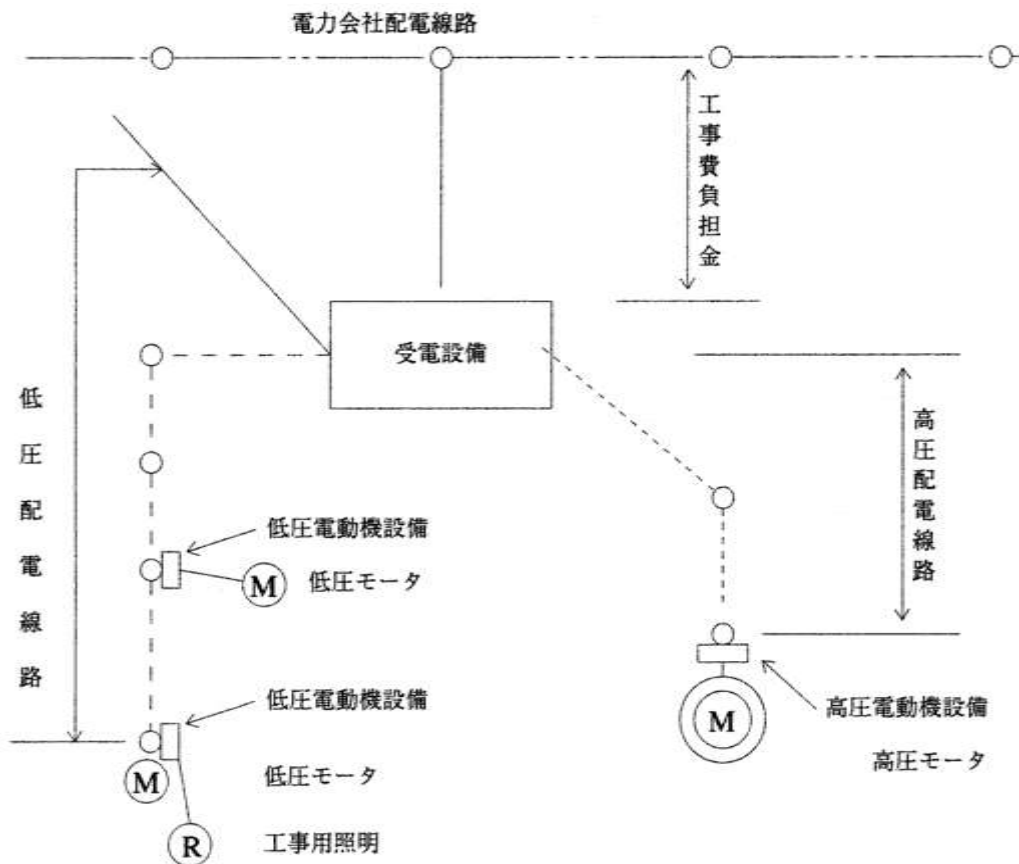 電力会社配電線路
工事費負担金
受電設備
低圧配電線路
高圧配電線路
低圧電動機設備
M
低圧モータ
低圧電動機設備
M
高圧電動機設備
高圧モータ
M
低圧モータ
R
工事用照明